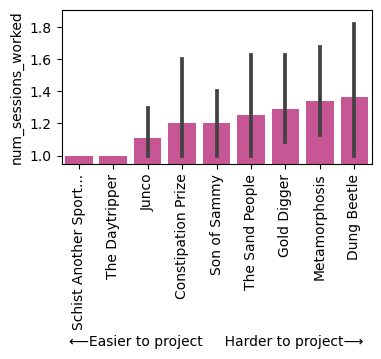 num_sessions_worked
1.8
1.6
1.4
1.2
1.0
Schist Another Sport...
The Daytripper
Junco
Constipation Prize
Son of Sammy
The Sand People
Gold Digger
Metamorphosis
Dung Beetle
⟵Easier to project
Harder to project⟶